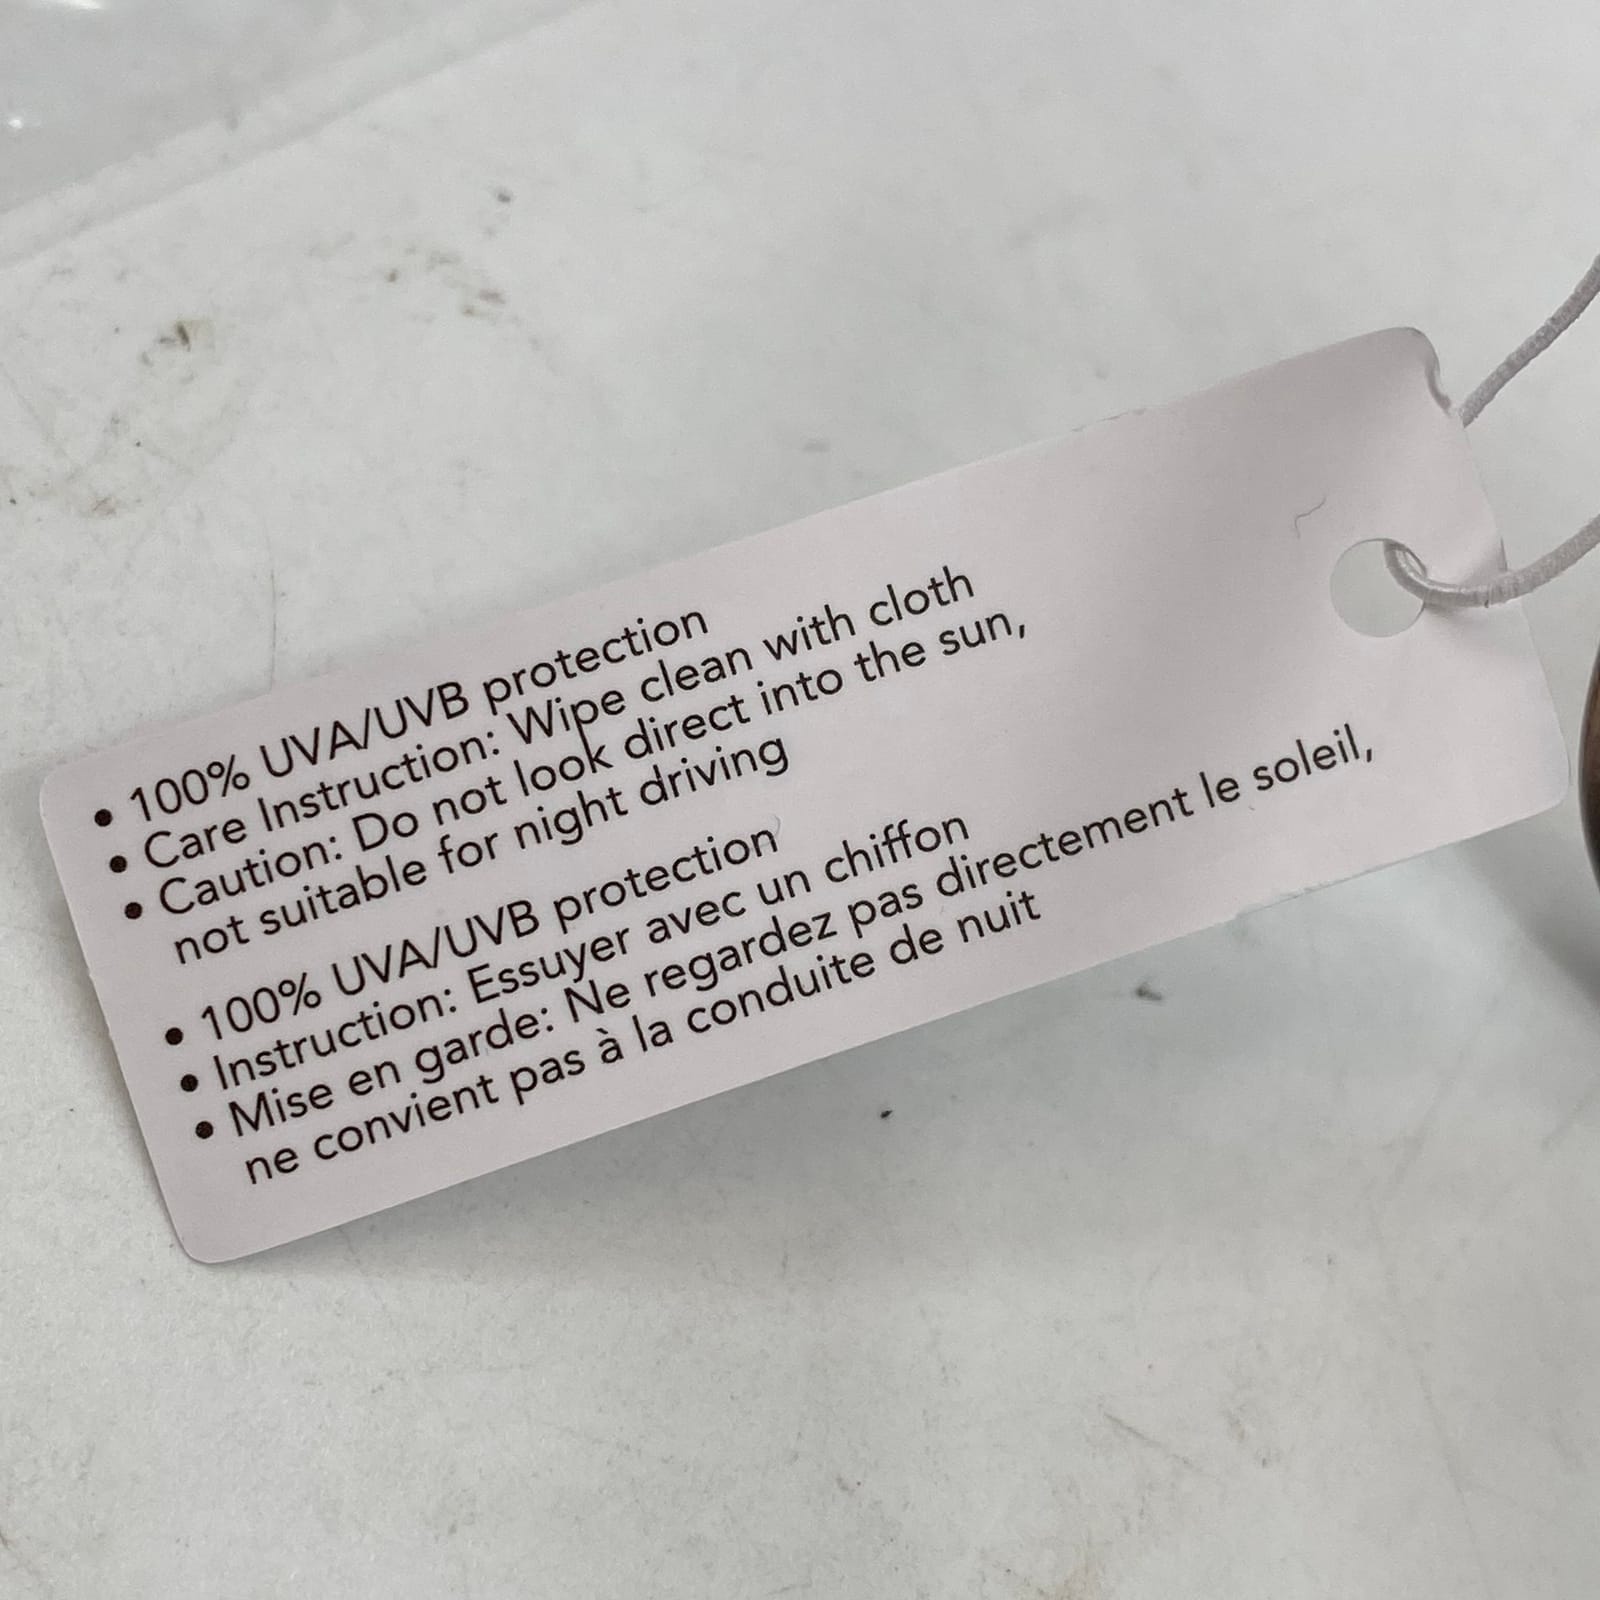 • 100% UVA/UVB protection
• Care Instruction: Wipe clean with cloth
• Caution: Do not look direct into the sun,
not suitable for night driving
• 100% UVA/UVB protection
• Instruction: Essuyer avec un chiffon
• Mise en garde: Ne regardez pas directement le soleil,
ne convient pas à la conduite de nuit